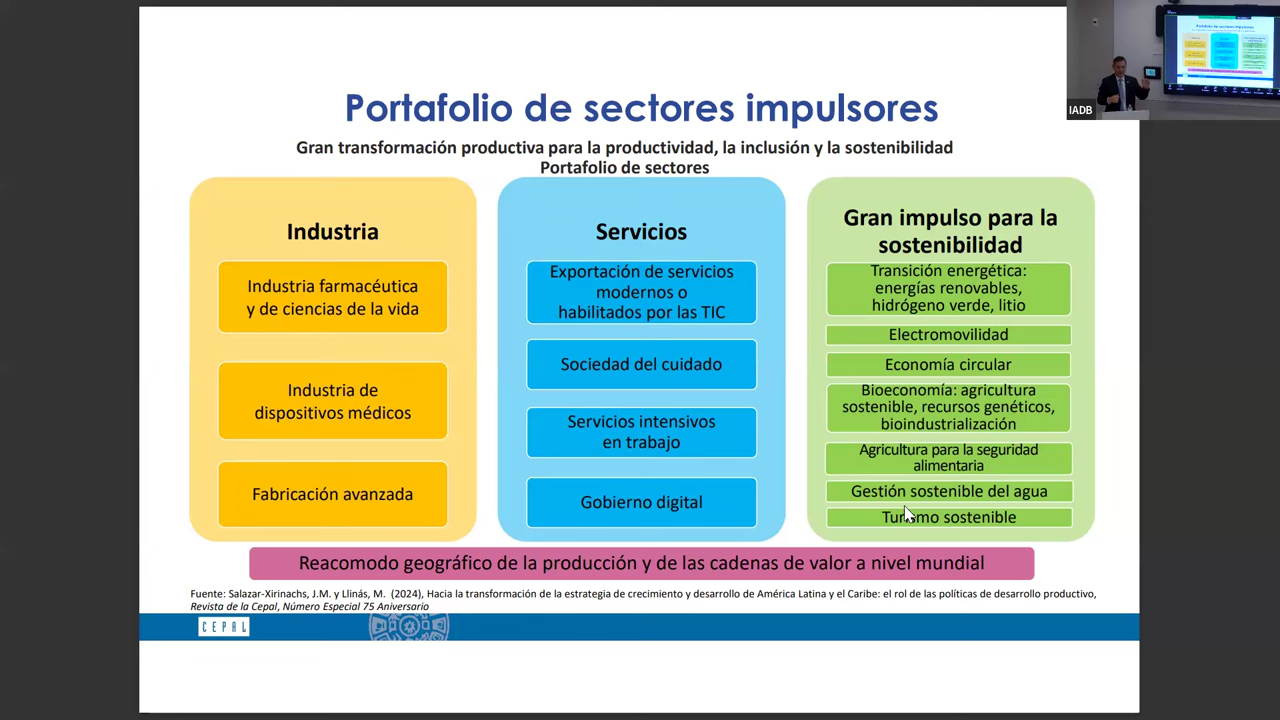 Portafolio de sectores impulsores
Gran transformación productiva para la productividad, la inclusión y la sostenibilidad
Portafolio de sectores
Industria
Industria farmacéutica
y de ciencias de la vida
Industria de
dispositivos médicos
Fabricación avanzada
Servicios
Exportación de servicios
modernos o
habilitados por las TIC
Sociedad del cuidado
Servicios intensivos
en trabajo
Gobierno digital
Gran impulso para la
sostenibilidad
Transición energética:
energías renovables,
hidrógeno verde, litio
Electromovilidad
Economía circular
Bioeconomía: agricultura
sostenible, recursos genéticos,
bioindustrialización
Agricultura para la seguridad
alimentaria
Gestión sostenible del agua
Turismo sostenible
Reacomodo geográfico de la producción y de las cadenas de valor a nivel mundial
Fuente: Salazar-Xirinachs, J.M. y Llinás, M. (2024), Hacia la transformación de la estrategia de crecimiento y desarrollo de América Latina y el Caribe: el rol de las políticas de desarrollo productivo,
Revista de la Cepal, Número Especial 75 Aniversario
CEPAL
IADB
Portafolio de sectores impulsores